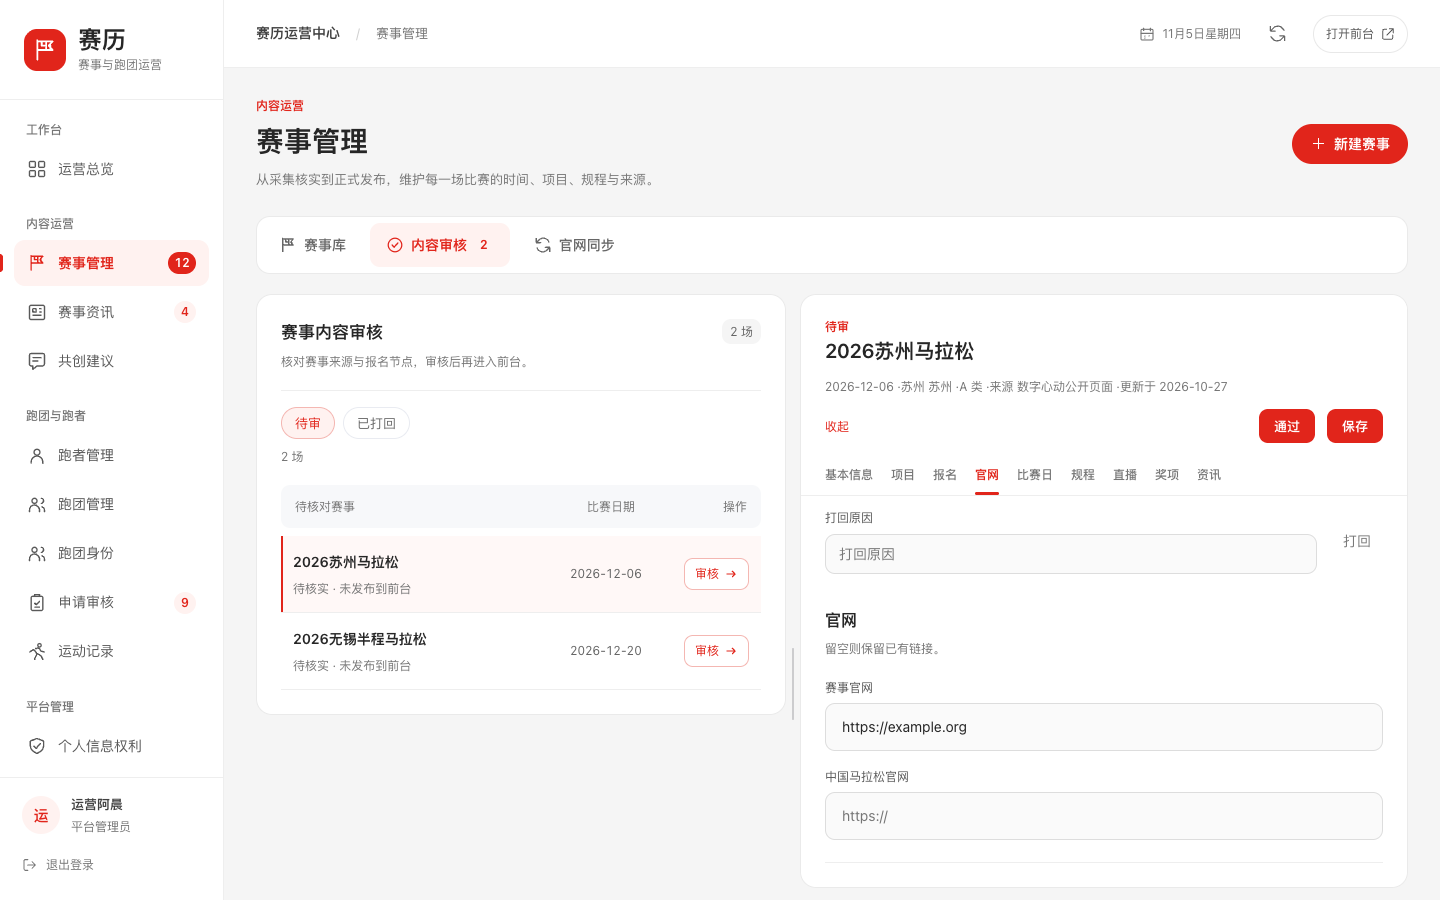 赛历
赛事与跑团运营
工作台
运营总览
内容运营
赛事管理 12
赛事资讯 4
共创建议
跑团与跑者
跑者管理
跑团管理
跑团身份
申请审核 9
运动记录
平台管理
个人信息权利
运 运营阿晨
平台管理员
退出登录
赛历运营中心 / 赛事管理
11月5日星期四
打开前台
内容运营
赛事管理
从采集核实到正式发布，维护每一场比赛的时间、项目、规程与来源。
新建赛事
赛事库 内容审核 2 官网同步
赛事内容审核 2 场
核对赛事来源与报名节点，审核后再进入前台。
待审 已打回
2 场
待核对赛事 比赛日期 操作
2026苏州马拉松
待核实 · 未发布到前台
2026-12-06 审核 →
2026无锡半程马拉松
待核实 · 未发布到前台
2026-12-20 审核 →
待审
2026苏州马拉松
2026-12-06 ·苏州 苏州 ·A 类 ·来源 数字心动公开页面 ·更新于 2026-10-27
收起 通过 保存
基本信息 项目 报名 官网 比赛日 规程 直播 奖项 资讯
打回原因
打回原因 打回
官网
留空则保留已有链接。
赛事官网
https://example.org
中国马拉松官网
https://